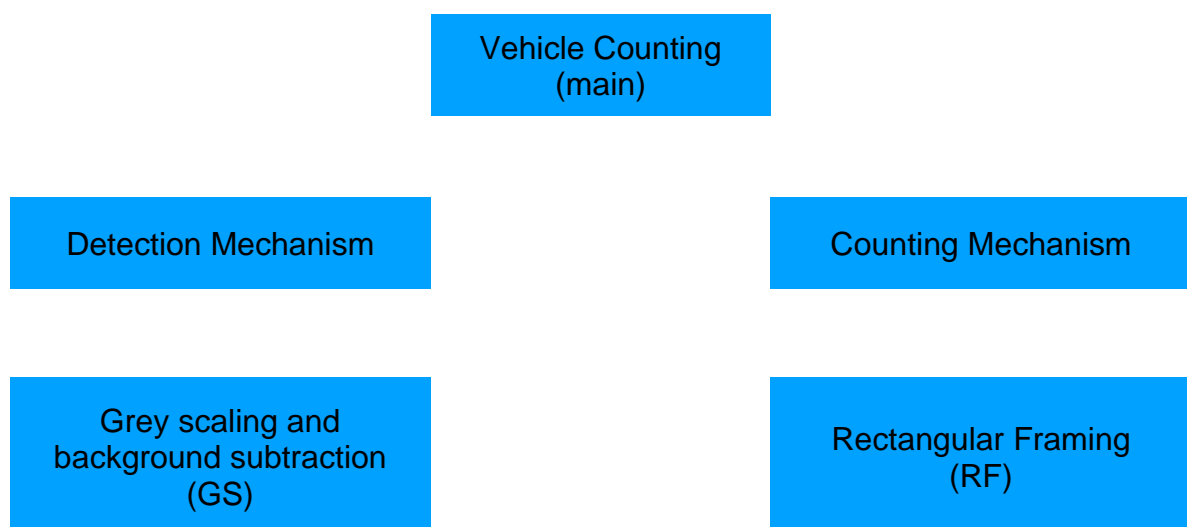 Vehicle Counting
(main)
Detection Mechanism
Counting Mechanism
Grey scaling and
background subtraction
(GS)
Rectangular Framing
(RF)